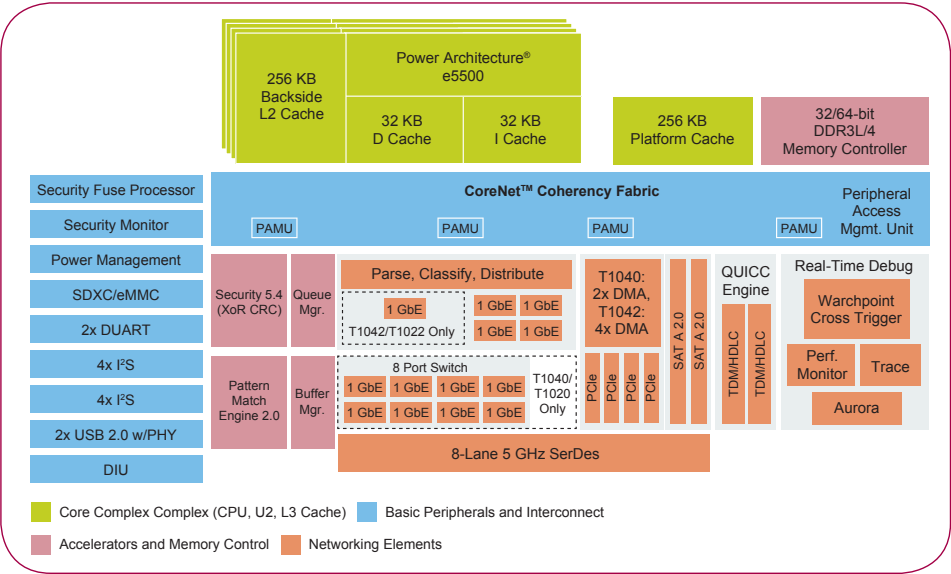 256 KB
Backside
L2 Cache
Power Architecture®
e5500
32 KB
D Cache
32 KB
I Cache
256 KB
Platform Cache
32/64-bit
DDR3L/4
Memory Controller
Security Fuse Processor
Security Monitor
Power Management
SDXC/eMMC
2x DUART
4x I²S
4x I²S
2x USB 2.0 w/PHY
DIU
CoreNet™ Coherency Fabric
Peripheral
Access
Mgmt. Unit
PAMU
PAMU
PAMU
PAMU
Security 5.4
(XoR CRC)
Queue
Mgr.
Pattern
Match
Engine 2.0
Buffer
Mgr.
Parse, Classify, Distribute
1 GbE
T1042/T1022 Only
1 GbE
1 GbE
1 GbE
1 GbE
8 Port Switch
1 GbE
1 GbE
1 GbE
1 GbE
1 GbE
1 GbE
1 GbE
1 GbE
T1040/
T1020
Only
T1040:
2x DMA,
T1042:
4x DMA
PCIe
PCIe
PCIe
PCIe
SAT A 2.0
SAT A 2.0
QUICC
Engine
TDM/HDLC
TDM/HDLC
Real-Time Debug
Warchpoint
Cross Trigger
Perf.
Monitor
Trace
Aurora
8-Lane 5 GHz SerDes
Core Complex Complex (CPU, U2, L3 Cache)
Basic Peripherals and Interconnect
Accelerators and Memory Control
Networking Elements